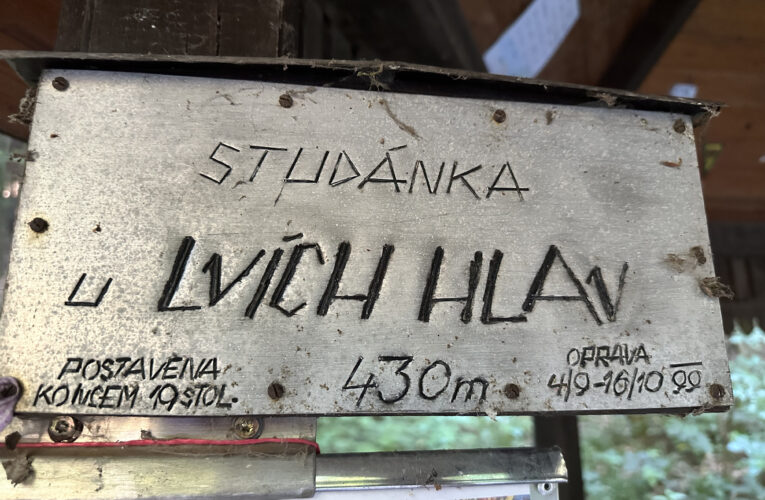 STUDÁNKA
U LVÍCH HLAV
POSTAVENA
KONCEM 19 STOL.
430m
OPRAVA
4/9-16/10 99